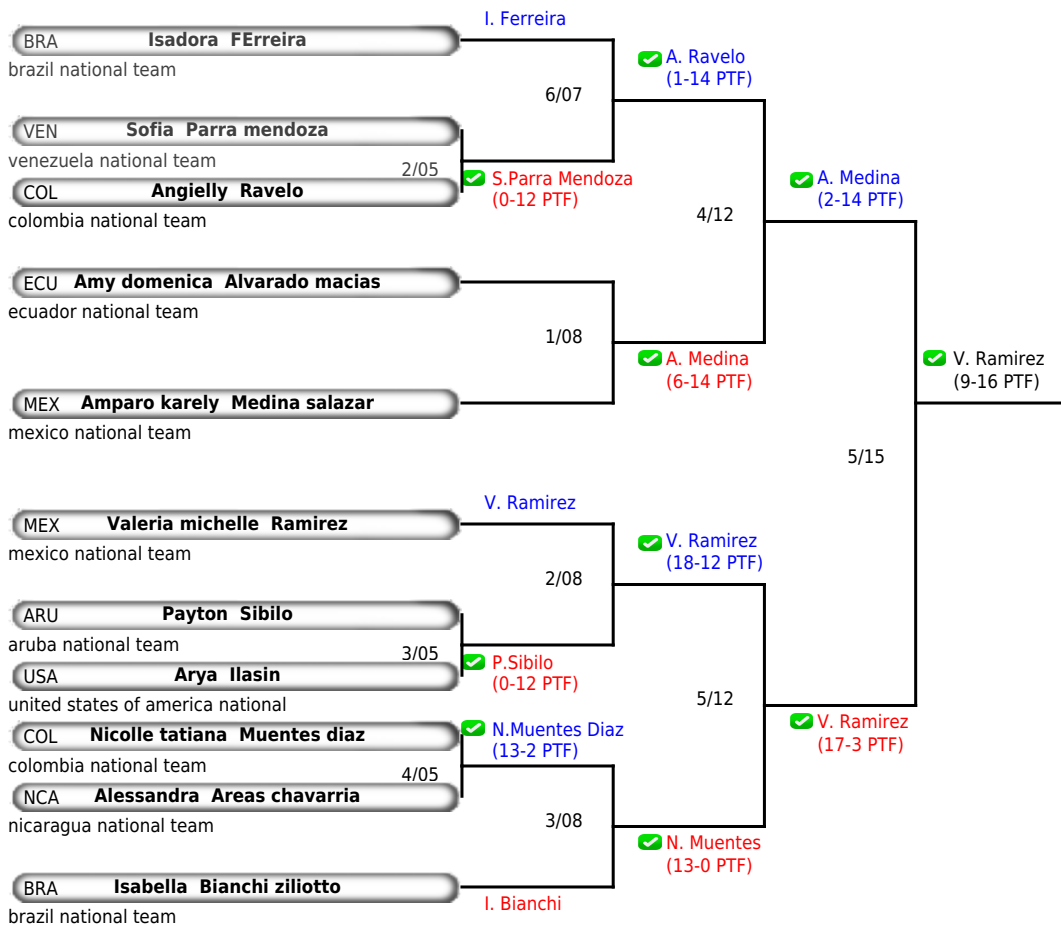 I. Ferreira
BRA Isadora FErreira
brazil national team
A. Ravelo
(1-14 PTF)
6/07
VEN Sofia Parra mendoza
venezuela national team
2/05
S.Parra Mendoza
(0-12 PTF)
COL Angielly Ravelo
colombia national team
A. Medina
(2-14 PTF)
4/12
ECU Amy domenica Alvarado macias
ecuador national team
1/08
A. Medina
(6-14 PTF)
V. Ramirez
(9-16 PTF)
MEX Amparo karely Medina salazar
mexico national team
5/15
V. Ramirez
MEX Valeria michelle Ramirez
mexico national team
V. Ramirez
(18-12 PTF)
2/08
ARU Payton Sibilo
aruba national team
3/05
P.Sibilo
(0-12 PTF)
USA Arya Ilasin
united states of america national
5/12
COL Nicolle tatiana Muentes diaz
colombia national team
N.Muentes Diaz
(13-2 PTF)
V. Ramirez
(17-3 PTF)
4/05
NCA Alessandra Areas chavarria
nicaragua national team
3/08
N. Muentes
(13-0 PTF)
BRA Isabella Bianchi ziliotto
brazil national team
I. Bianchi